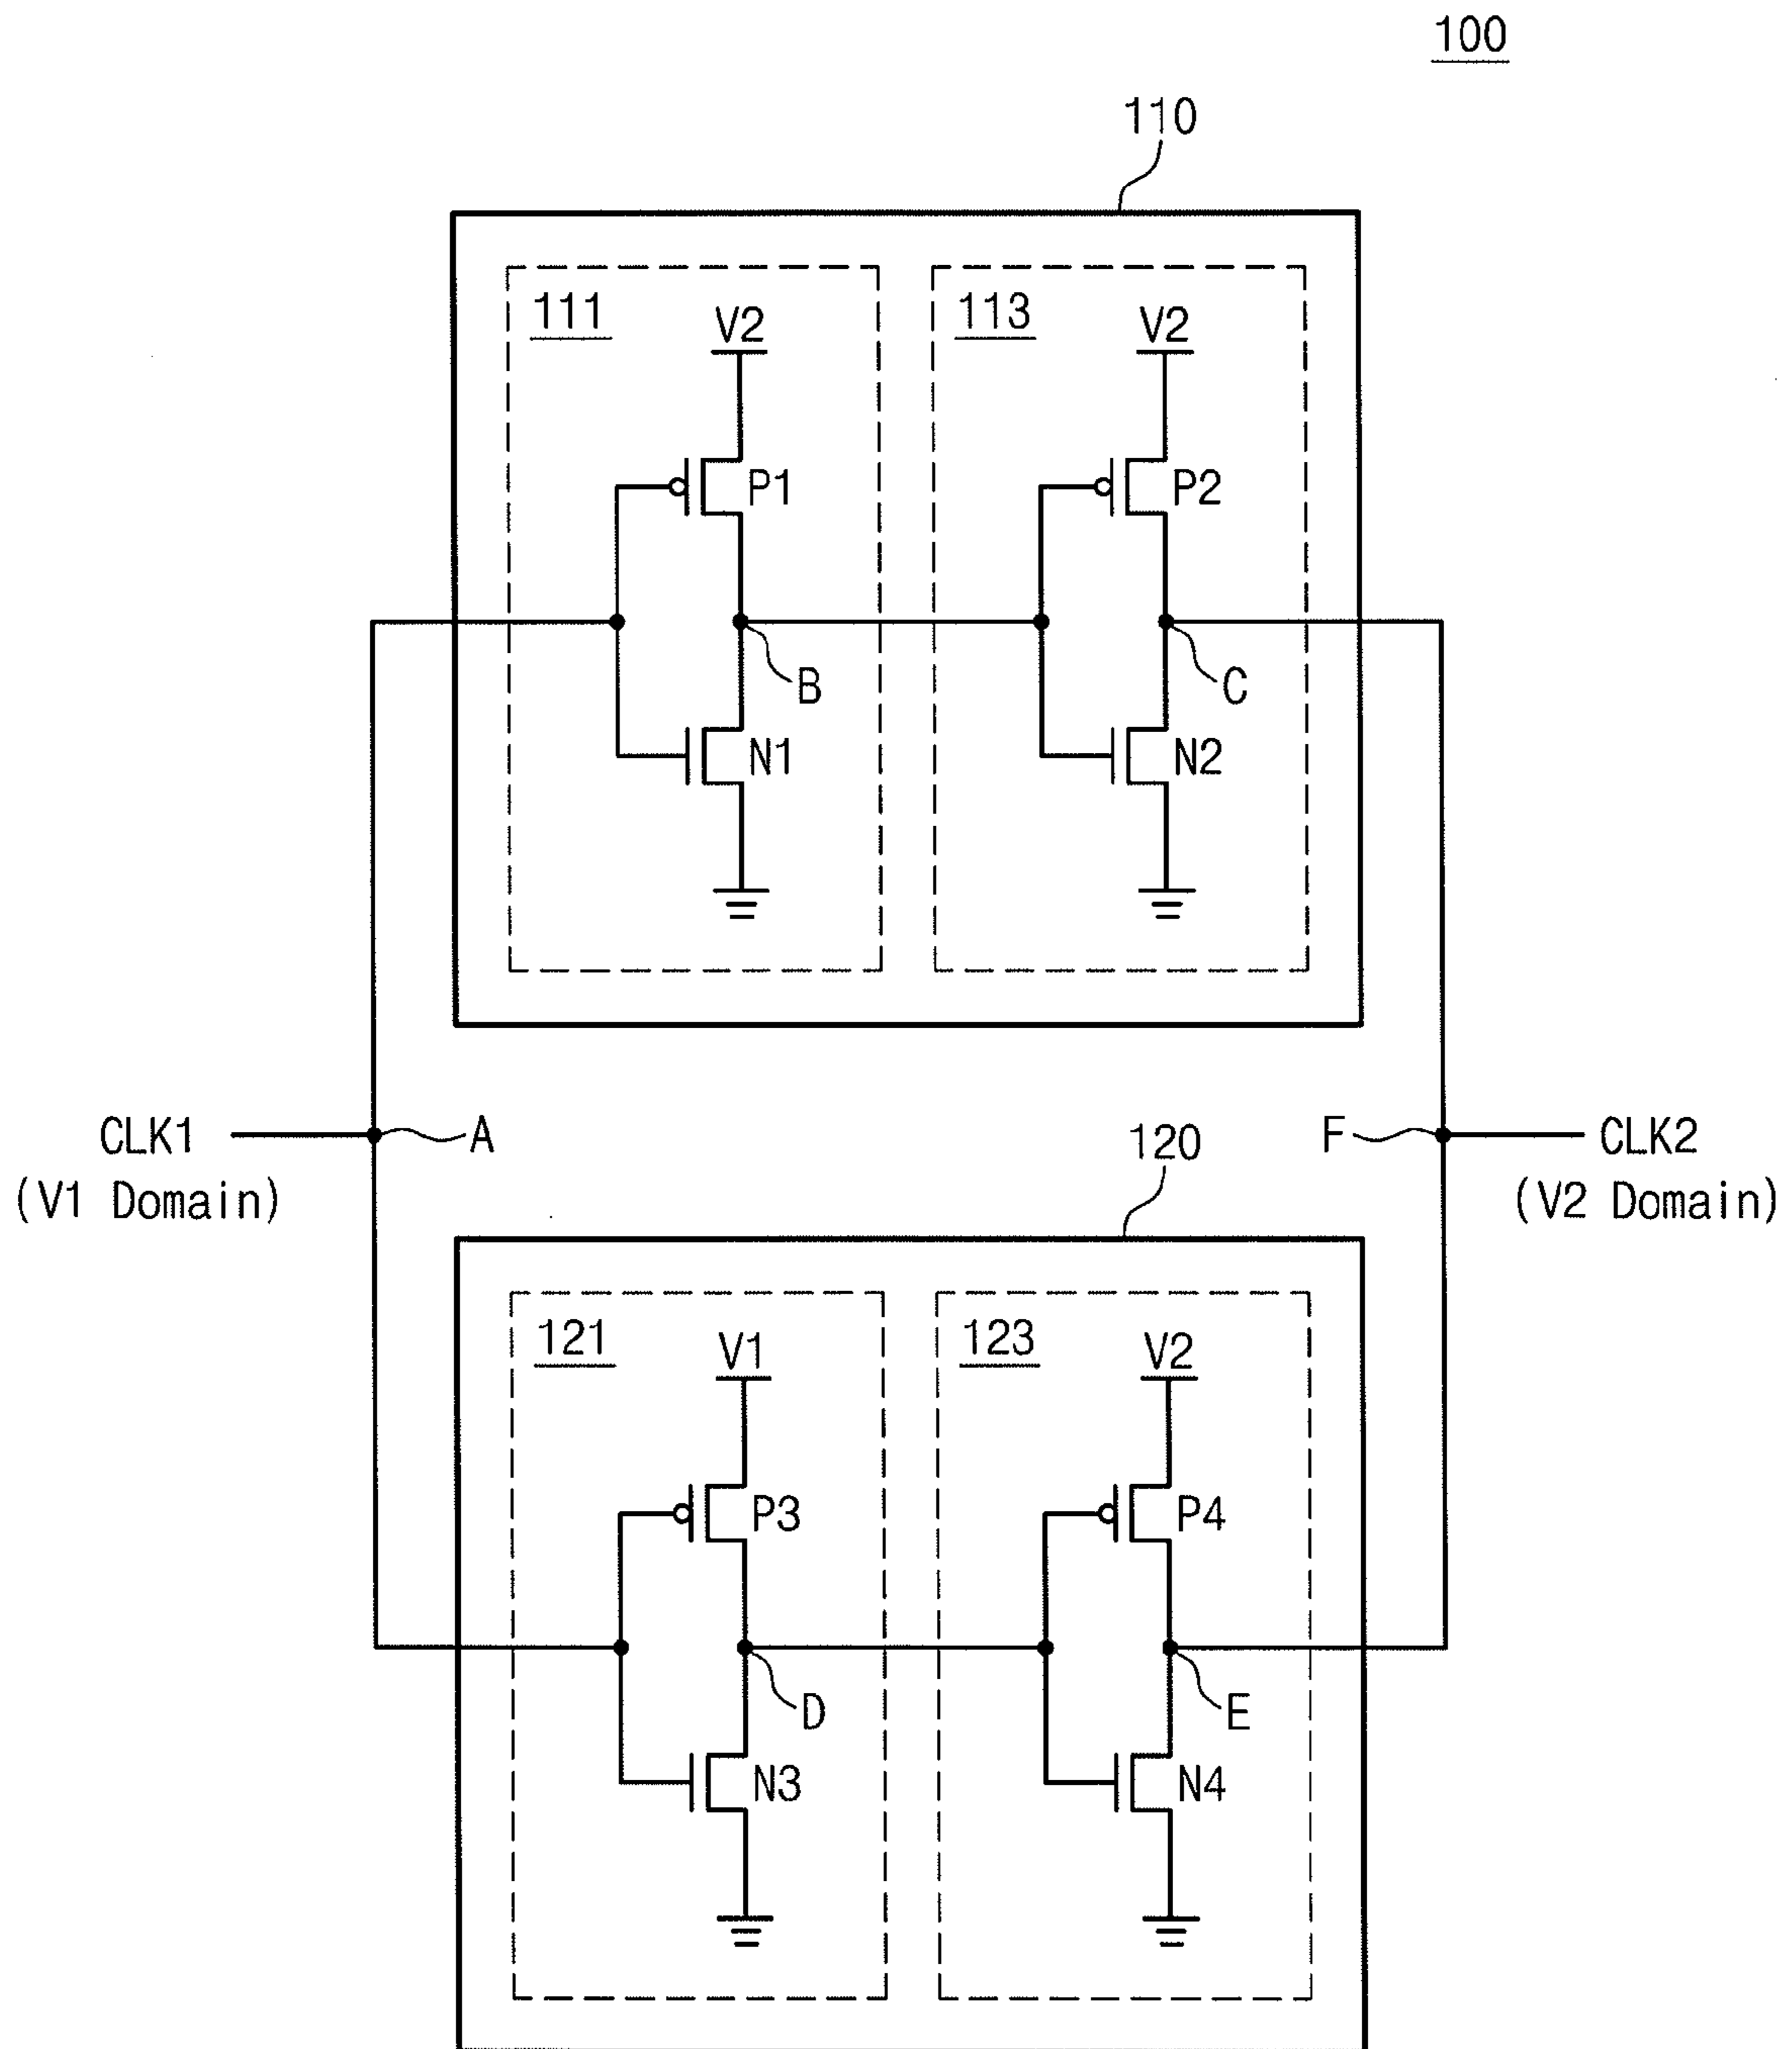 100
110
111
V2
113
V2
P1
P2
B
C
N1
N2
CLK1
(V1 Domain)
A
F
CLK2
(V2 Domain)
120
121
V1
123
V2
P3
P4
D
E
N3
N4